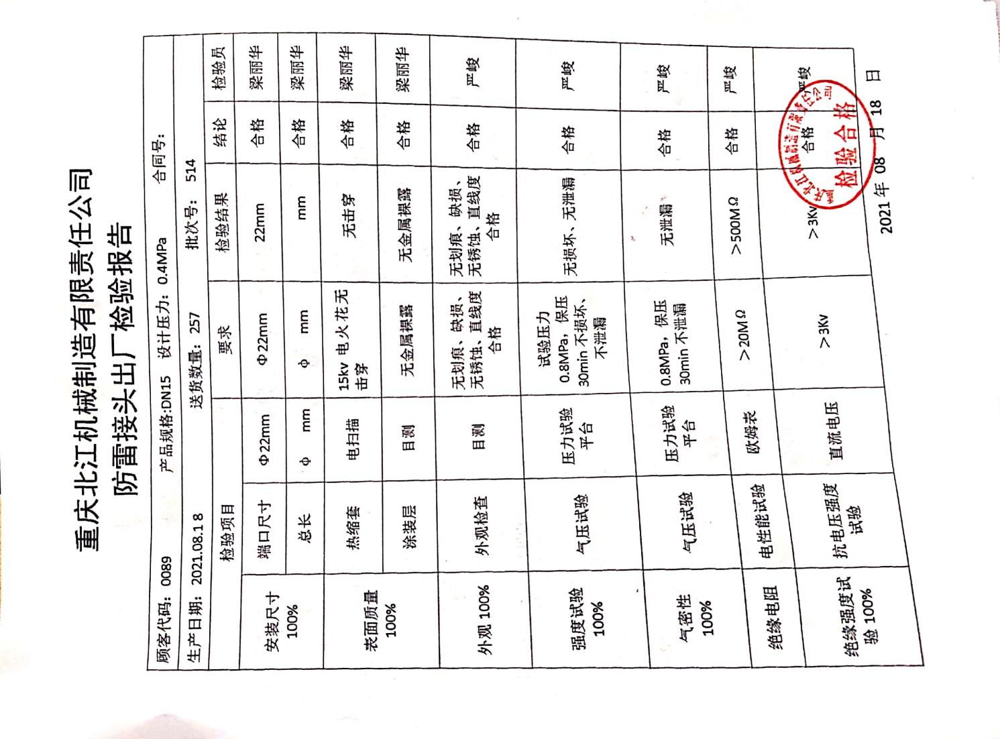 重庆北江机械制造有限责任公司
防雷接头出厂检验报告
顾客代码：0089 产品规格:DN15 设计压力：0.4MPa 合同号：
生产日期：2021.08.18 送货数量：257 批次号：514
检验项目 要求 检验结果 结论 检验员
安装尺寸
100%
端口尺寸 Φ22mm Φ22mm 22mm 合格 梁丽华
总长 ф mm ф mm mm 合格 梁丽华
表面质量
100%
热缩套 电扫描 15kv 电火花无
击穿
无击穿 合格 梁丽华
涂装层 目测 无金属裸露 无金属裸露 合格 梁丽华
外观 100% 外观检查 目测
无划痕、缺损、
无锈蚀、直线度
合格
无划痕、缺损、
无锈蚀、直线度
合格
合格 严峻
强度试验
100%
气压试验
压力试验
平台
试验压力
0.8MPa，保压
30min 不损坏、
不泄漏
无损坏、无泄漏 合格 严峻
气密性
100%
气压试验
压力试验
平台
0.8MPa，保压
30min 不泄漏
无泄漏 合格 严峻
绝缘电阻 电性能试验 欧姆表 ＞20MΩ ＞500MΩ 合格 严峻
绝缘强度试
验 100%
抗电压强度
试验
直流电压 ＞3Kv ＞3Kv 合格 严峻
重庆北江机械制造有限责任公司
检验合格
2021 年 08 月 18 日